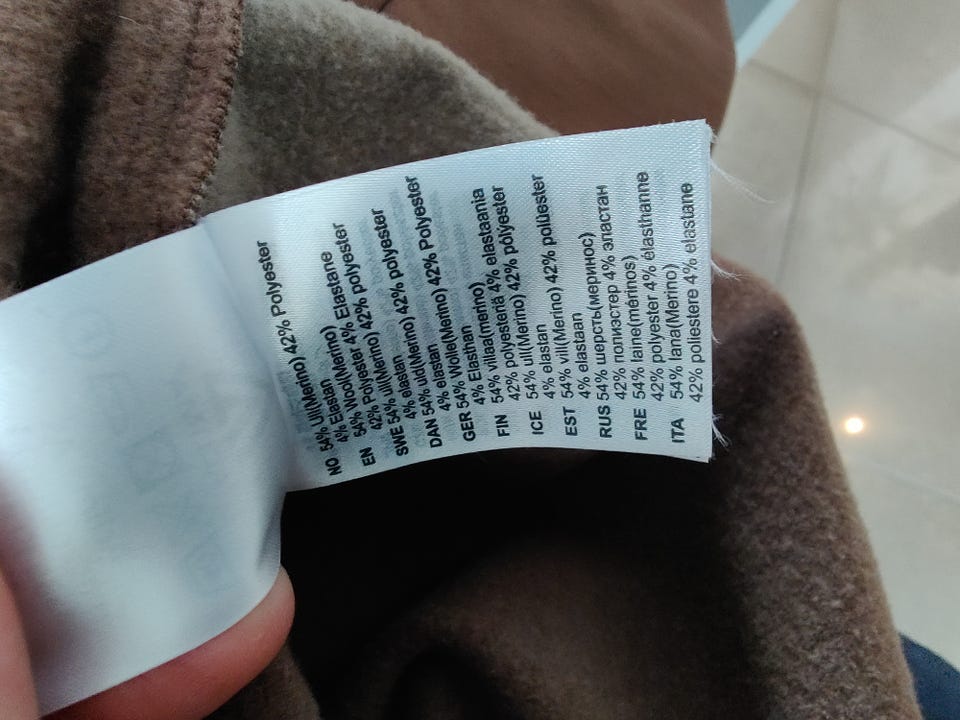 NO 54% Ull(Merino) 42% Polyester
4% Elastan
EN 54% Wool(Merino)
42% Polyester 4% Elastane
SWE 54% ull(Merino) 42% polyester
4% elastan
DAN 54% uld(Merino) 42% Polyester
4% elastan
GER 54% Wolle(Merino) 42% Polyester
4% Elasthan
FIN 54% villaa(merino)
42% polyesteriä 4% elastaania
ICE 54% ull(Merino) 42% pólýester
4% elastan
EST 54% vill(Merino) 42% polüester
4% elastaan
RUS 54% шерсть(меринос)
42% полиэстер 4% эластан
FRE 54% laine(mérinos)
42% polyester 4% élasthanne
ITA 54% lana(Merino)
42% poliestere 4% elastane